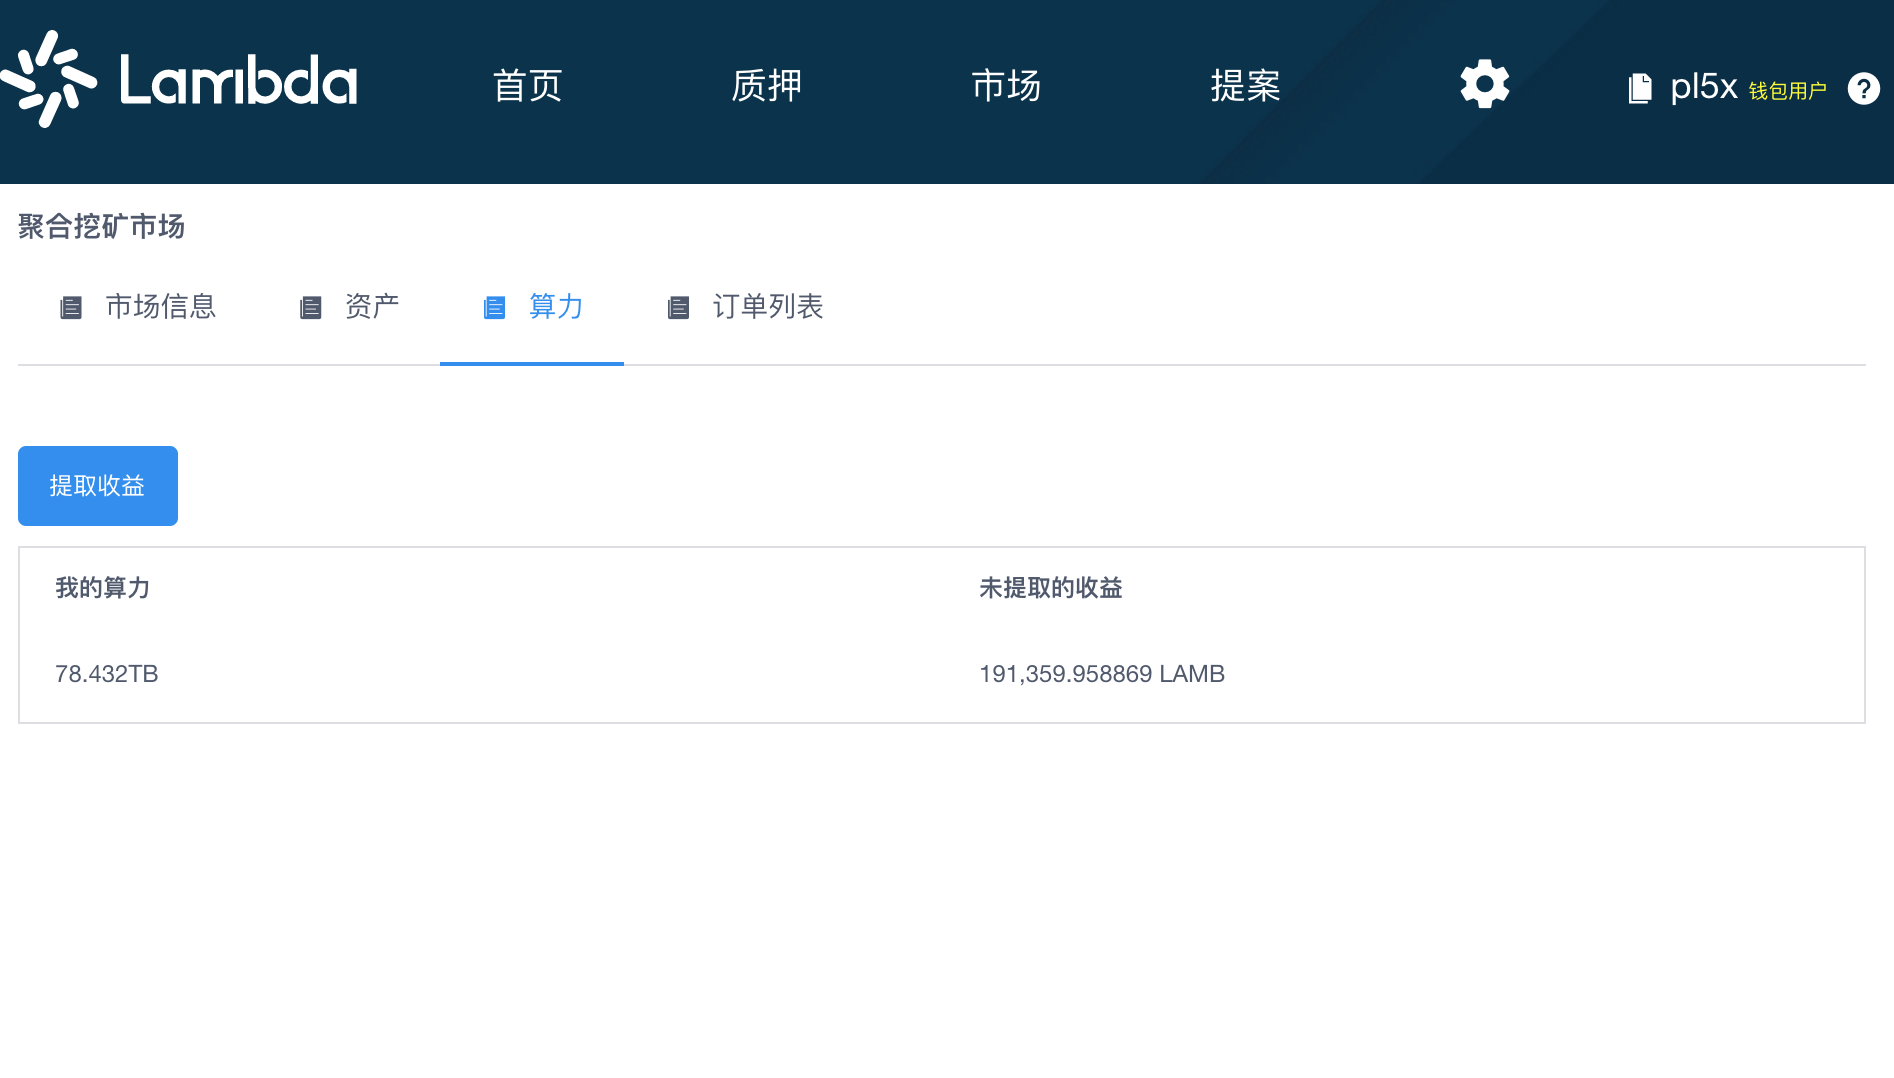 Lambda 首页 质押 市场 提案 pl5x 钱包用户 ?
聚合挖矿市场
市场信息 资产 算力 订单列表
提取收益
我的算力 未提取的收益
78.432TB 191,359.958869 LAMB